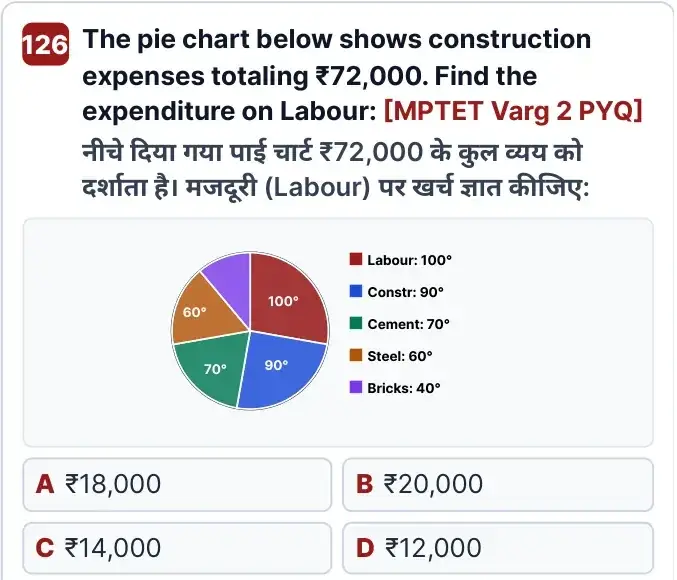 126 The pie chart below shows construction
expenses totaling ₹72,000. Find the
expenditure on Labour: [MPTET Varg 2 PYQ]
नीचे दिया गया पाई चार्ट ₹72,000 के कुल व्यय को
दर्शाता है। मजदूरी (Labour) पर खर्च ज्ञात कीजिए:
100°
90°
70°
60°
Labour: 100°
Constr: 90°
Cement: 70°
Steel: 60°
Bricks: 40°
A ₹18,000
B ₹20,000
C ₹14,000
D ₹12,000